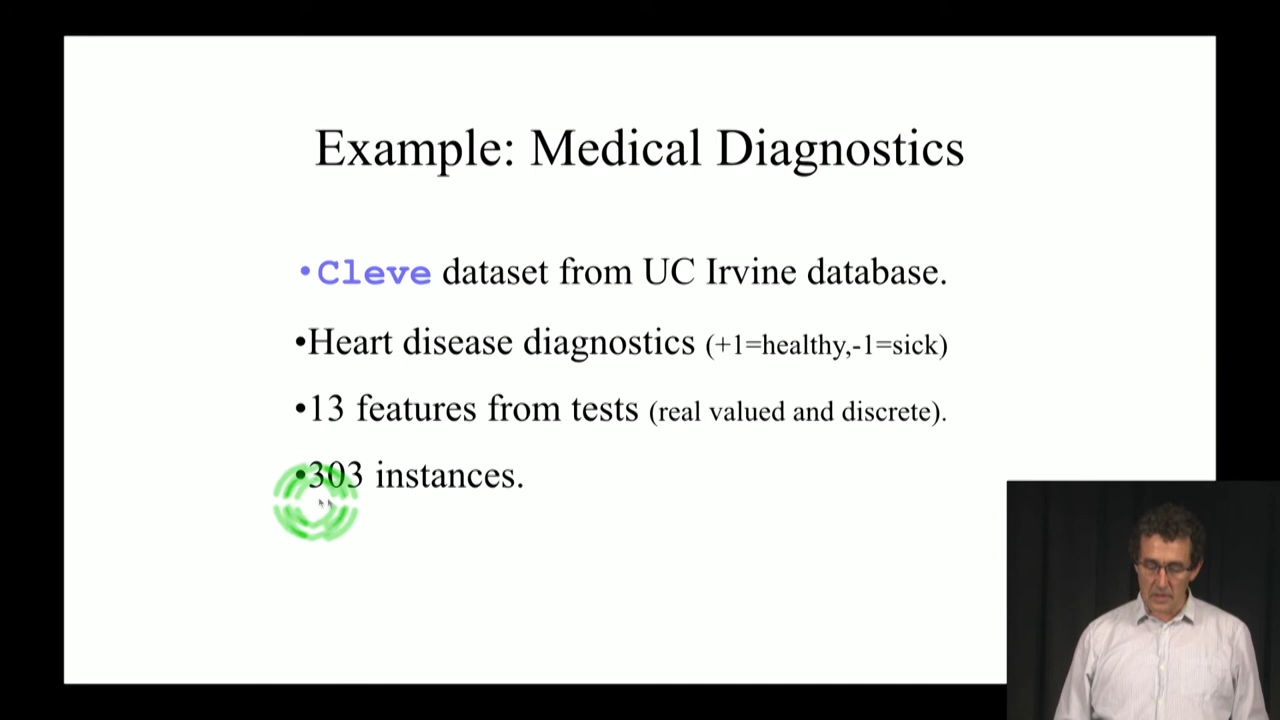 Example: Medical Diagnostics
•Cleve dataset from UC Irvine database.
•Heart disease diagnostics (+1=healthy,-1=sick)
•13 features from tests (real valued and discrete).
•303 instances.